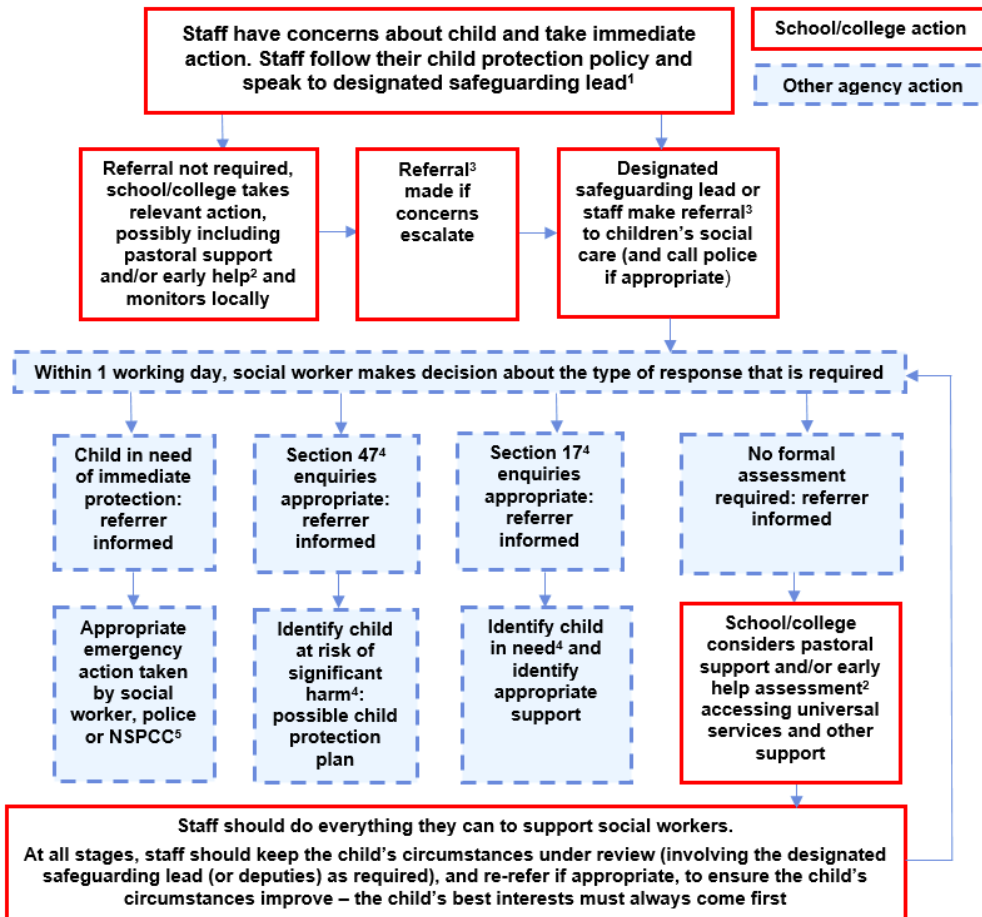 Staff have concerns about child and take immediate
action. Staff follow their child protection policy and
speak to designated safeguarding lead¹
School/college action
Other agency action
Referral not required,
school/college takes
relevant action,
possibly including
pastoral support
and/or early help² and
monitors locally
Referral³
made if
concerns
escalate
Designated
safeguarding lead or
staff make referral³
to children’s social
care (and call police
if appropriate)
Within 1 working day, social worker makes decision about the type of response that is required
Child in need
of immediate
protection:
referrer
informed
Section 47⁴
enquiries
appropriate:
referrer
informed
Section 17⁴
enquiries
appropriate:
referrer
informed
No formal
assessment
required: referrer
informed
Appropriate
emergency
action taken
by social
worker, police
or NSPCC⁵
Identify child
at risk of
significant
harm⁴:
possible child
protection
plan
Identify child
in need⁴ and
identify
appropriate
support
School/college
considers pastoral
support and/or early
help assessment²
accessing universal
services and other
support
Staff should do everything they can to support social workers.
At all stages, staff should keep the child’s circumstances under review (involving the designated
safeguarding lead (or deputies) as required), and re-refer if appropriate, to ensure the child’s
circumstances improve – the child’s best interests must always come first